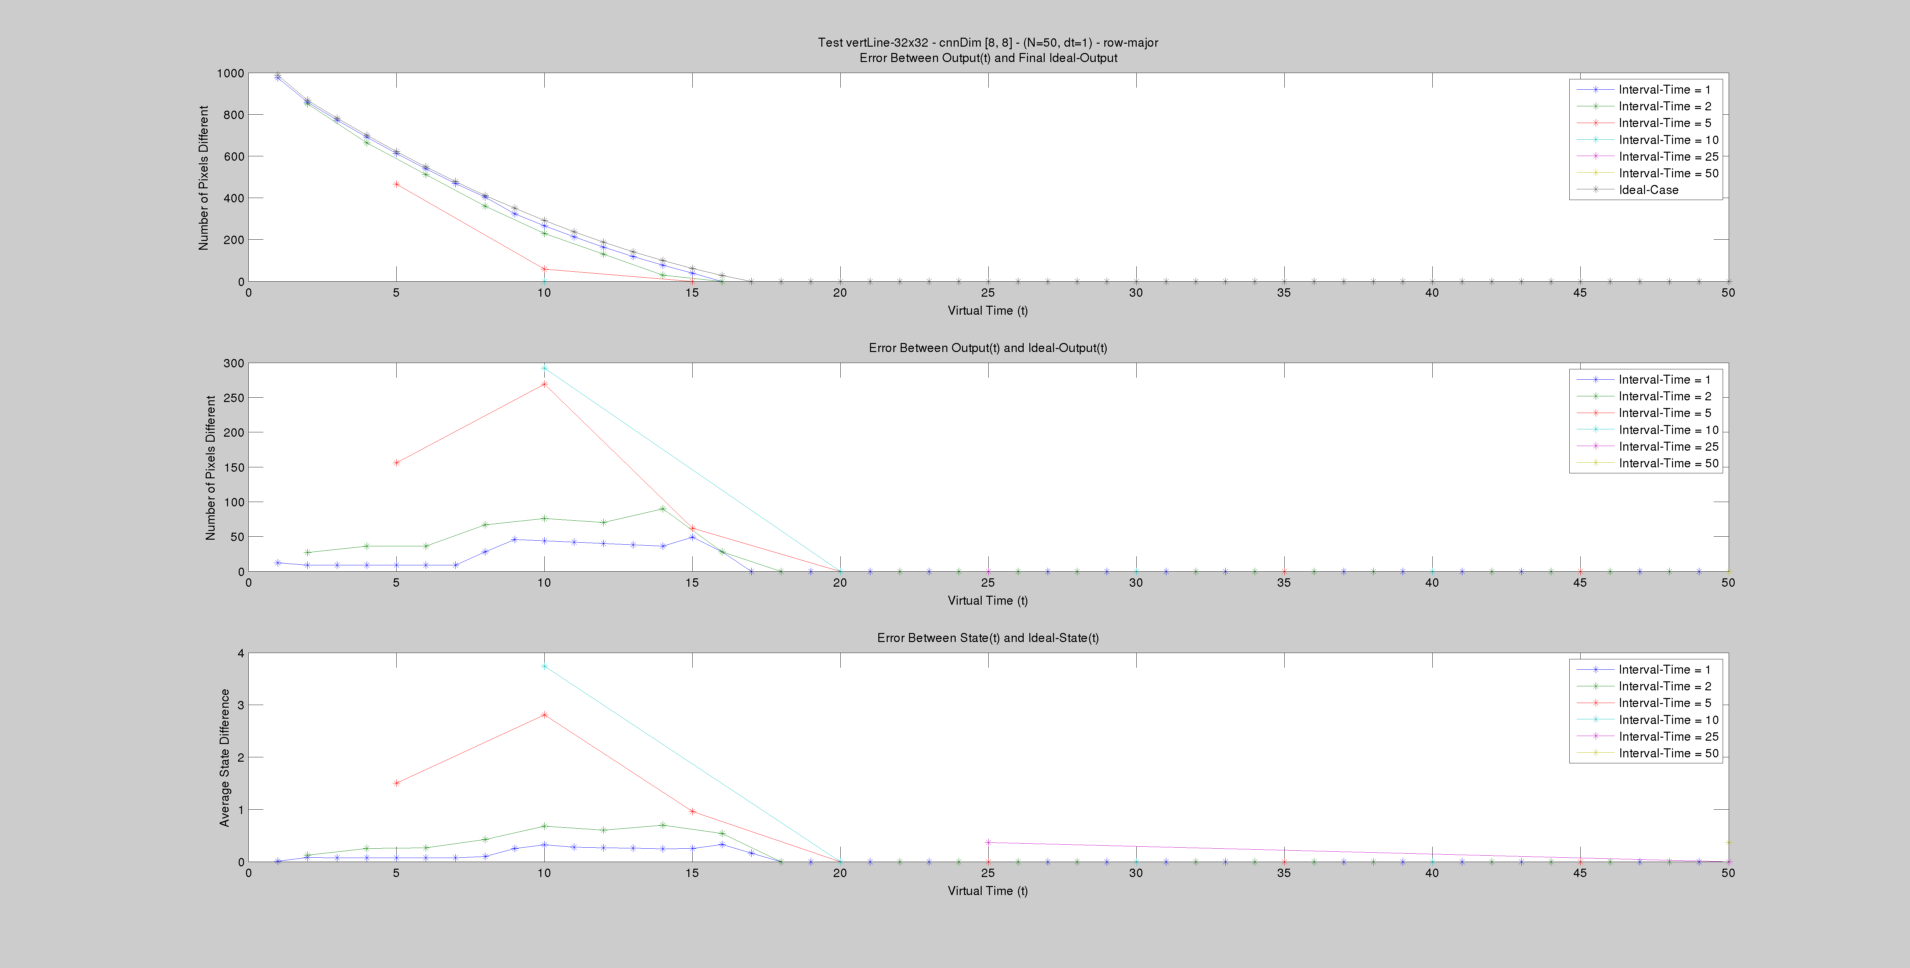 Test vertLine-32x32 - cnnDim [8, 8] - (N=50, dt=1) - row-major
Error Between Output(t) and Final Ideal-Output
Number of Pixels Different
1000
800
600
400
200
0
0 5 10 15 20 25 30 35 40 45 50
Virtual Time (t)
Interval-Time = 1
Interval-Time = 2
Interval-Time = 5
Interval-Time = 10
Interval-Time = 25
Interval-Time = 50
Ideal-Case
Error Between Output(t) and Ideal-Output(t)
Number of Pixels Different
300
250
200
150
100
50
0
0 5 10 15 20 25 30 35 40 45 50
Virtual Time (t)
Interval-Time = 1
Interval-Time = 2
Interval-Time = 5
Interval-Time = 10
Interval-Time = 25
Interval-Time = 50
Error Between State(t) and Ideal-State(t)
Average State Difference
4
3
2
1
0
0 5 10 15 20 25 30 35 40 45 50
Virtual Time (t)
Interval-Time = 1
Interval-Time = 2
Interval-Time = 5
Interval-Time = 10
Interval-Time = 25
Interval-Time = 50